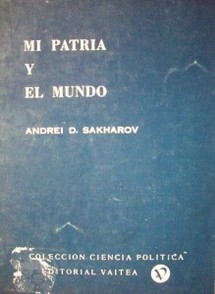 MI PATRIA
Y
EL MUNDO
ANDREI D. SAKHAROV
COLECCION CIENCIA POLITICA
EDITORIAL VAITEA